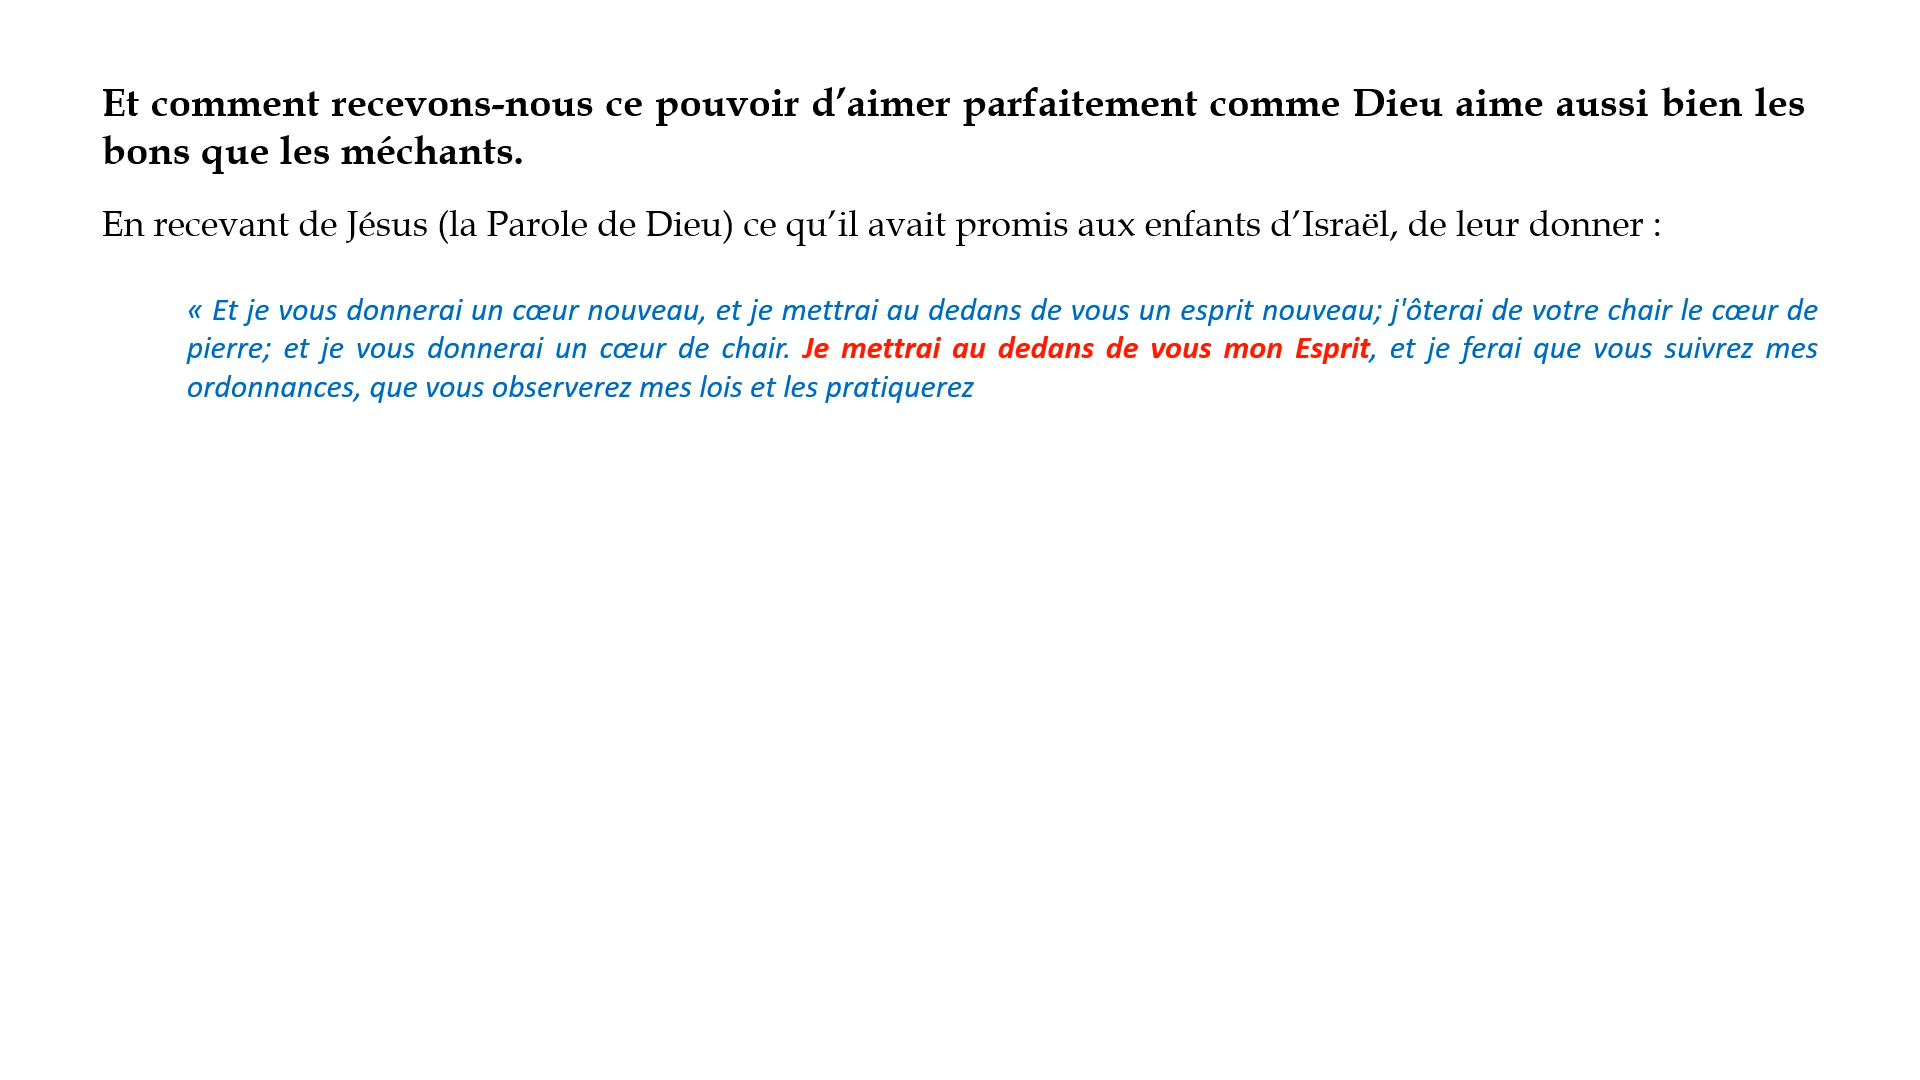 Et comment recevons-nous ce pouvoir d’aimer parfaitement comme Dieu aime aussi bien les
bons que les méchants.
En recevant de Jésus (la Parole de Dieu) ce qu’il avait promis aux enfants d’Israël, de leur donner :
« Et je vous donnerai un cœur nouveau, et je mettrai au dedans de vous un esprit nouveau; j'ôterai de votre chair le cœur de
pierre; et je vous donnerai un cœur de chair. Je mettrai au dedans de vous mon Esprit, et je ferai que vous suivrez mes
ordonnances, que vous observerez mes lois et les pratiquerez